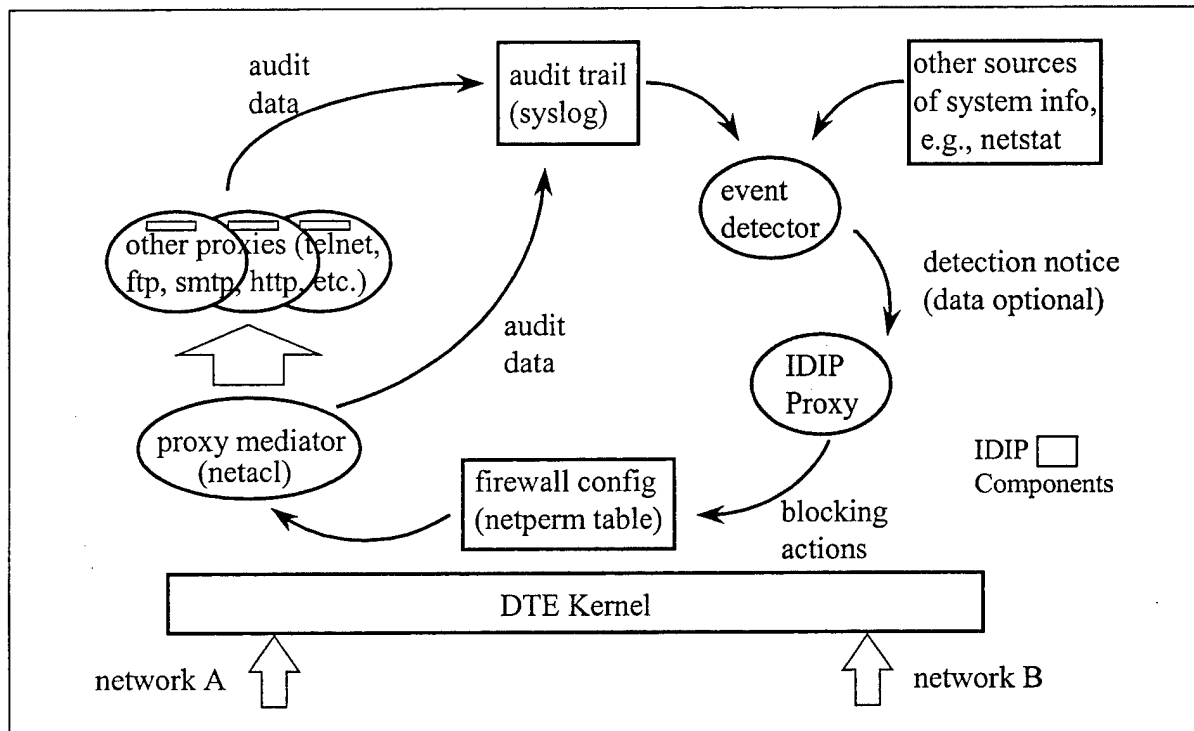 audit
data
audit trail
(syslog)
other sources
of system info,
e.g., netstat
event
detector
other proxies (telnet,
ftp, smtp, http, etc.)
detection notice
(data optional)
audit
data
IDIP
Proxy
proxy mediator
(netacl)
firewall config
(netperm table)
IDIP
Components
blocking
actions
DTE Kernel
network A
network B